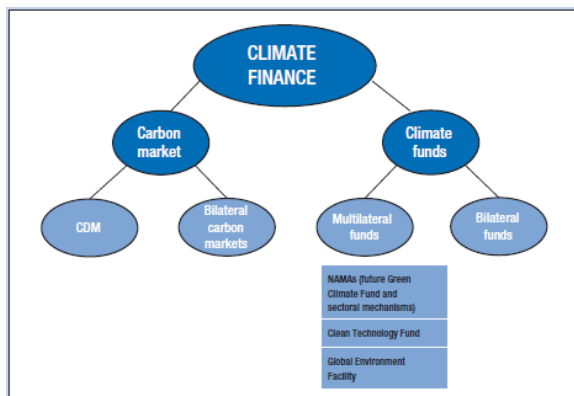 CLIMATE
FINANCE
Carbon
market
Climate
funds
CDM
Bilateral
carbon
markets
Multilateral
funds
Bilateral
funds
NAMAs (future Green
Climate Fund and
sectoral mechanisms)
Clean Technology Fund
Global Environment
Facility